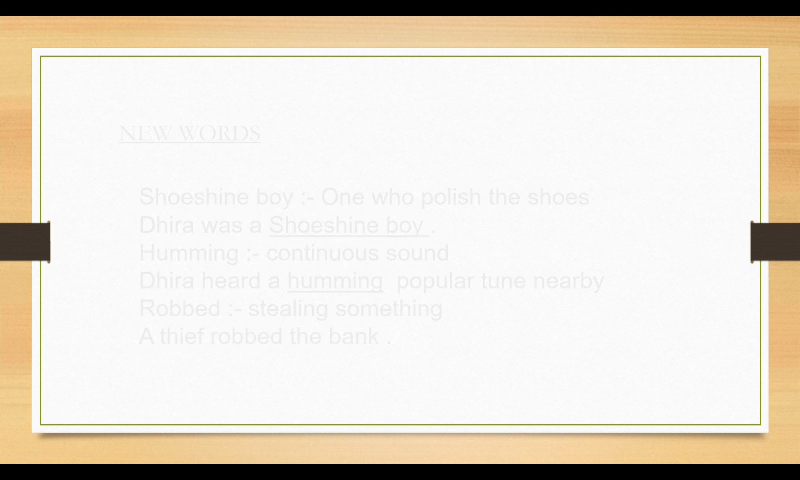 NEW WORDS
Shoeshine boy :- One who polish the shoes
Dhira was a Shoeshine boy .
Humming :- continuous sound
Dhira heard a humming popular tune nearby
Robbed :- stealing something
A thief robbed the bank .